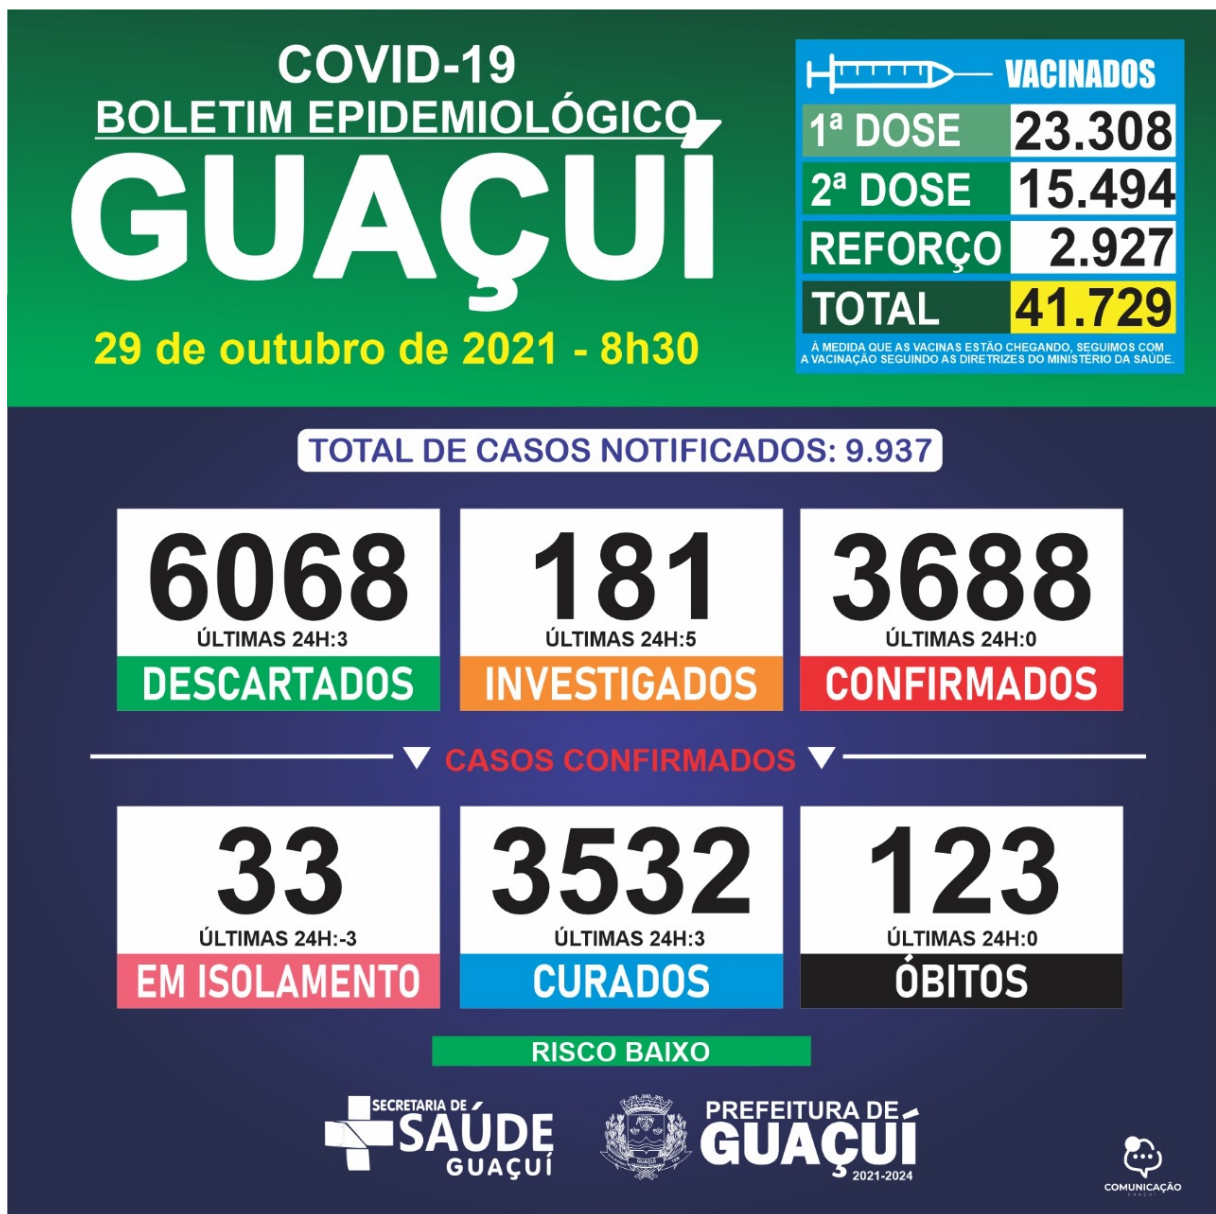 COVID-19
BOLETIM EPIDEMIOLÓGICO
GUAÇUÍ
29 de outubro de 2021 - 8h30
VACINADOS
1ª DOSE 23.308
2ª DOSE 15.494
REFORÇO 2.927
TOTAL 41.729
À MEDIDA QUE AS VACINAS ESTÃO CHEGANDO, SEGUIMOS COM
A VACINAÇÃO SEGUINDO AS DIRETRIZES DO MINISTÉRIO DA SAÚDE.
TOTAL DE CASOS NOTIFICADOS: 9.937
6068
ÚLTIMAS 24H:3
DESCARTADOS
181
ÚLTIMAS 24H:5
INVESTIGADOS
3688
ÚLTIMAS 24H:0
CONFIRMADOS
CASOS CONFIRMADOS
33
ÚLTIMAS 24H:-3
EM ISOLAMENTO
3532
ÚLTIMAS 24H:3
CURADOS
123
ÚLTIMAS 24H:0
ÓBITOS
RISCO BAIXO
SECRETARIA DE
SAÚDE
GUAÇUÍ
GUAÇUÍ
PREFEITURA DE
GUAÇUÍ
2021-2024
COMUNICAÇÃO
GUAÇUÍ